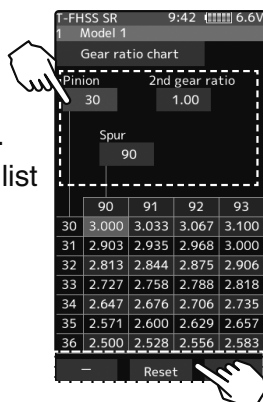 T-FHSS SR 9:42 6.6V
1 Model 1
Gear ratio chart
Pinion 2nd gear ratio
30 1.00
.
list
Spur
90
90 91 92 93
30 3.000 3.033 3.067 3.100
31 2.903 2.935 2.968 3.000
32 2.813 2.844 2.875 2.906
33 2.727 2.758 2.788 2.818
34 2.647 2.676 2.706 2.735
35 2.571 2.600 2.629 2.657
36 2.500 2.528 2.556 2.583
– Reset